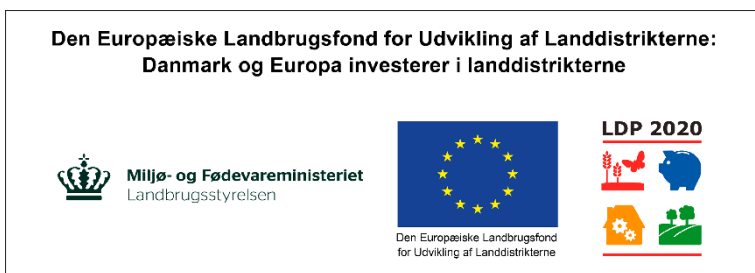 Den Europæiske Landbrugsfond for Udvikling af Landdistrikterne:
Danmark og Europa investerer i landdistrikterne
Miljø- og Fødevareministeriet
Landbrugsstyrelsen
Den Europæiske Landbrugsfond
for Udvikling af Landdistrikterne
LDP 2020